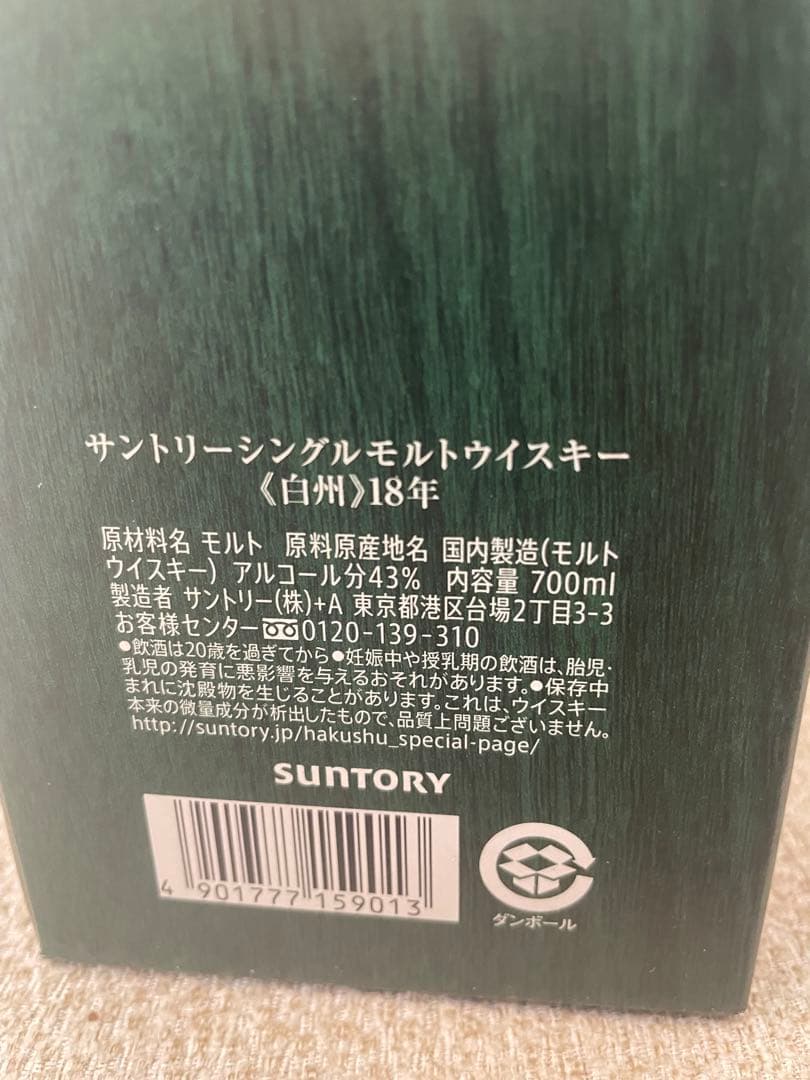 サントリーシングルモルトウイスキー
《白州》18年
原材料名 モルト 原料原産地名 国内製造(モルト
ウイスキー) アルコール分43% 内容量 700ml
製造者 サントリー(株)+A 東京都港区台場2丁目3-3
お客様センター 0120-139-310
●飲酒は20歳を過ぎてから●妊娠中や授乳期の飲酒は、胎児・
乳児の発育に悪影響を与えるおそれがあります。●保存中
まれに沈殿物を生じることがあります。これは、ウイスキー
本来の微量成分が析出したもので、品質上問題ございません。
http://suntory.jp/hakushu_special-page/
SUNTORY
4 901777 159013
ダンボール